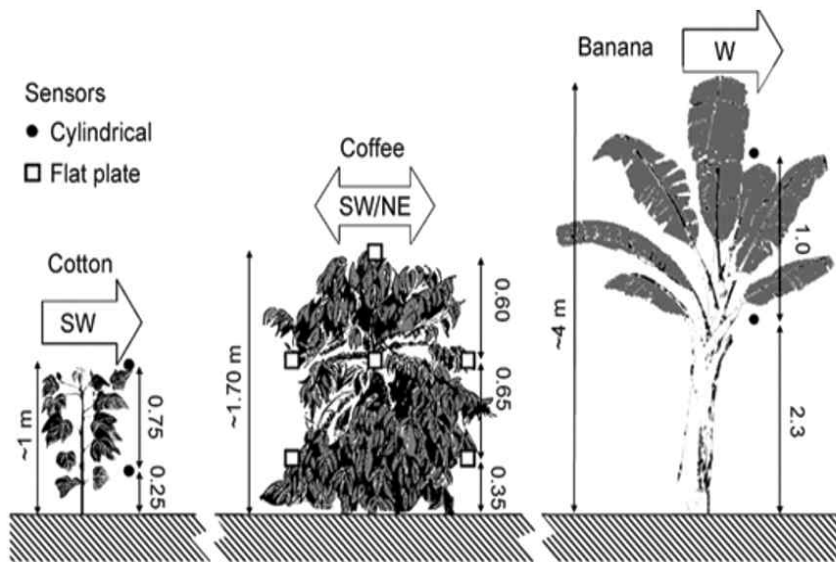 Sensors
Cylindrical
Flat plate
Cotton
SW
~1 m
0.75
0.25
Coffee
SW/NE
~1.70 m
0.60
0.65
0.35
Banana
W
~4 m
1.0
2.3